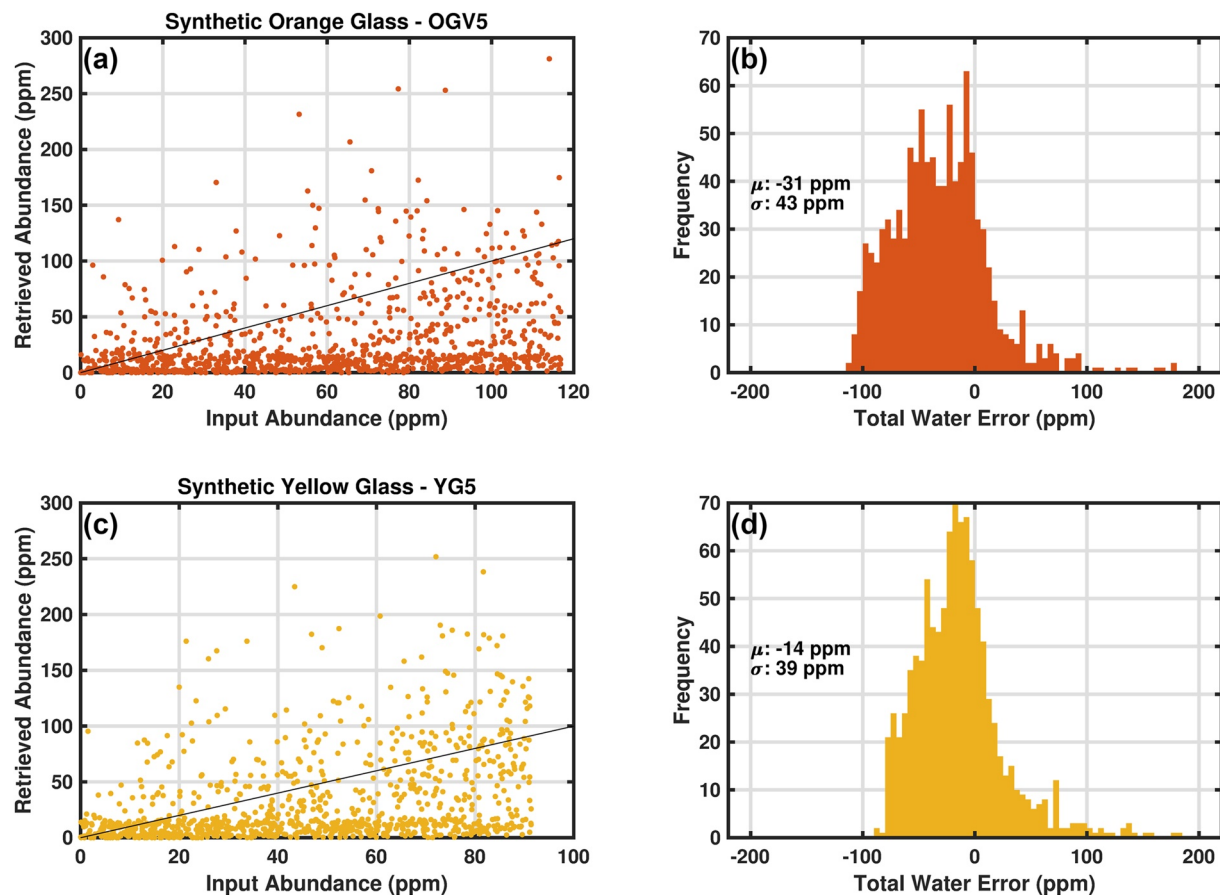 Synthetic Orange Glass - OGV5
(a)
300
250
200
150
100
50
0
Retrieved Abundance (ppm)
0 20 40 60 80 100 120
Input Abundance (ppm)
(b)
70
60
50
40
30
20
10
0
Frequency
μ: -31 ppm
σ: 43 ppm
-200 -100 0 100 200
Total Water Error (ppm)
Synthetic Yellow Glass - YG5
(c)
300
250
200
150
100
50
0
Retrieved Abundance (ppm)
0 20 40 60 80 100
Input Abundance (ppm)
(d)
70
60
50
40
30
20
10
0
Frequency
μ: -14 ppm
σ: 39 ppm
-200 -100 0 100 200
Total Water Error (ppm)